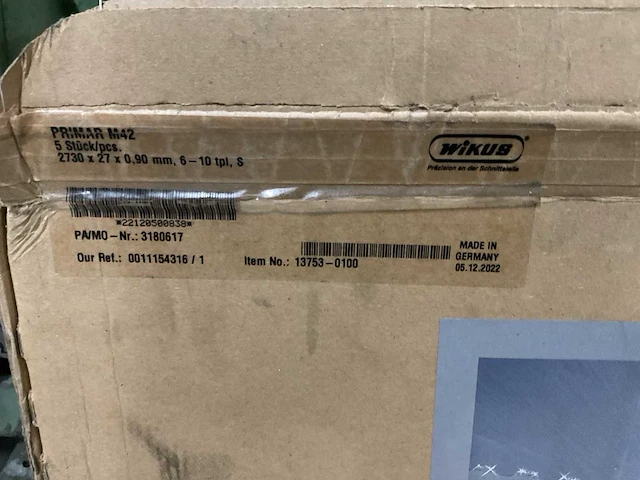 PRIMAR M42
5 Stück/pcs.
2730 x 27 x 0,90 mm, 6-10 tpI, S
WIKUS®
Präzision an der Schnittstelle
*22120500838*
PA/MO-Nr.: 3180617
Our Ref.: 0011154316 / 1
Item No.: 13753-0100
MADE IN
GERMANY
05.12.2022